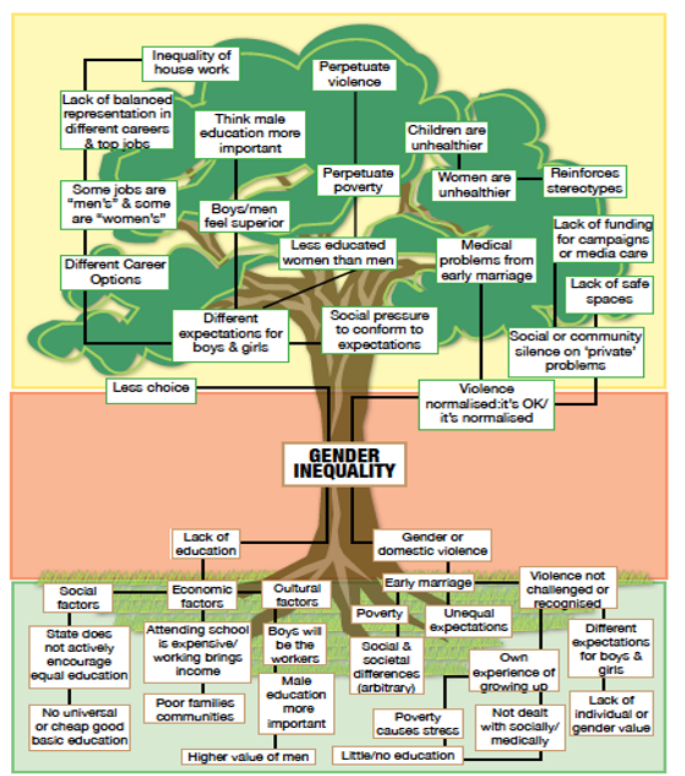 Inequality of
house work
Perpetuate
violence
Lack of balanced
representation in
different careers
& top jobs
Think male
education more
important
Children are
unhealthier
Perpetuate
poverty
Women are
unhealthier
Reinforces
stereotypes
Some jobs are
"men's" & some
are "women's"
Boys/men
feel superior
Less educated
women than men
Medical
problems from
early marriage
Lack of funding
for campaigns
or media care
Different Career
Options
Lack of safe
spaces
Different
expectations for
boys & girls
Social pressure
to conform to
expectations
Social or community
silence on 'private'
problems
Less choice
Violence
normalised:it's OK/
it's normalised
GENDER
INEQUALITY
Lack of
education
Gender or
domestic violence
Social
factors
Economic
factors
Cultural
factors
Early marriage
Violence not
challenged or
recognised
Poverty
Unequal
expectations
State does
not actively
encourage
equal education
Attending school
is expensive/
working brings
income
Boys will
be the
workers
Social &
societal
differences
(arbitrary)
Own
experience of
growing up
Different
expectations
for boys &
girls
No universal
or cheap good
basic education
Poor families
communities
Male
education
more
important
Poverty
causes stress
Not dealt
with socially/
medically
Lack of
individual or
gender value
Higher value of men
Little/no education